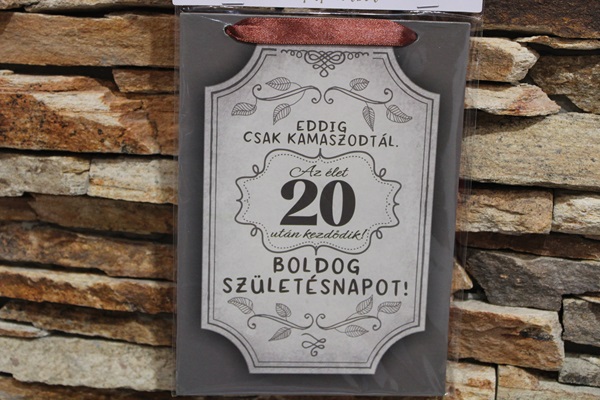 EDDIG
CSAK KAMASZODTÁL.
Az élet
20
után kezdődik!
BOLDOG
SZÜLETÉSNAPOT!